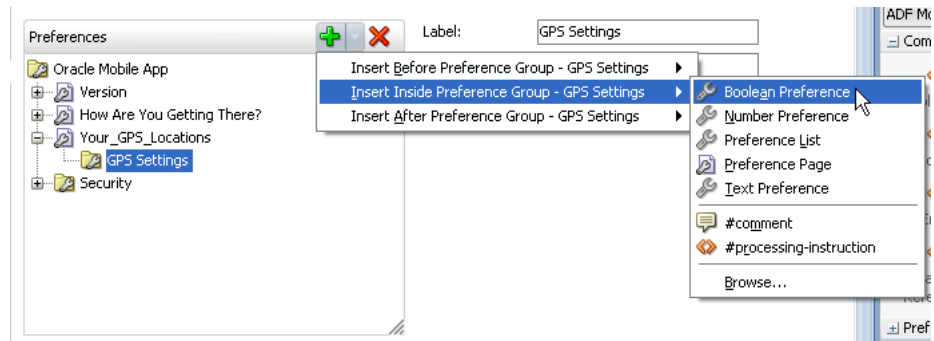 Preferences
Label:
GPS Settings
ADF Mo
Com
Oracle Mobile App
Version
How Are You Getting There?
Your_GPS_Locations
GPS Settings
Security
Insert Before Preference Group - GPS Settings
Insert Inside Preference Group - GPS Settings
Insert After Preference Group - GPS Settings
Boolean Preference
Number Preference
Preference List
Preference Page
Text Preference
#comment
#processing-instruction
Browse...
Pref